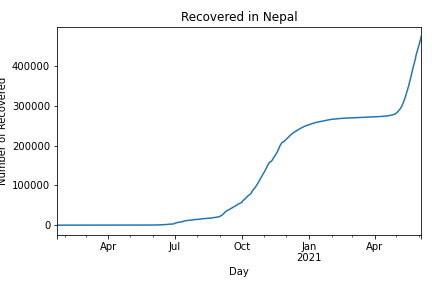 Recovered in Nepal
Number of Recovered
400000
300000
200000
100000
0
Apr
Jul
Oct
Jan
2021
Apr
Day